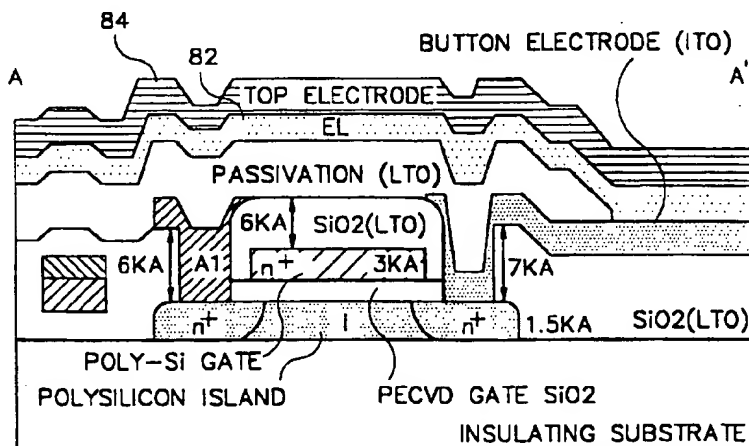 84
82
BUTTON ELECTRODE (ITO)
A
A'
TOP ELECTRODE
EL
PASSIVATION (LTO)
6KA
SiO2(LTO)
6KA
A1
n+
3KA
7KA
n+
I
n+
1.5KA
SiO2(LTO)
POLY-Si GATE
POLYSILICON ISLAND
PECVD GATE SiO2
INSULATING SUBSTRATE